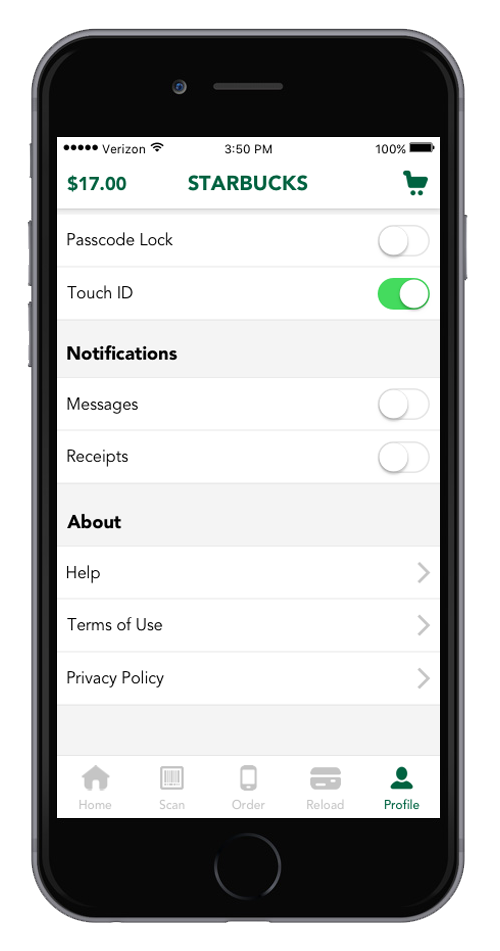 Verizon 3:50 PM 100%
$17.00 STARBUCKS
Passcode Lock
Touch ID
Notifications
Messages
Receipts
About
Help
Terms of Use
Privacy Policy
Home Scan Order Reload Profile